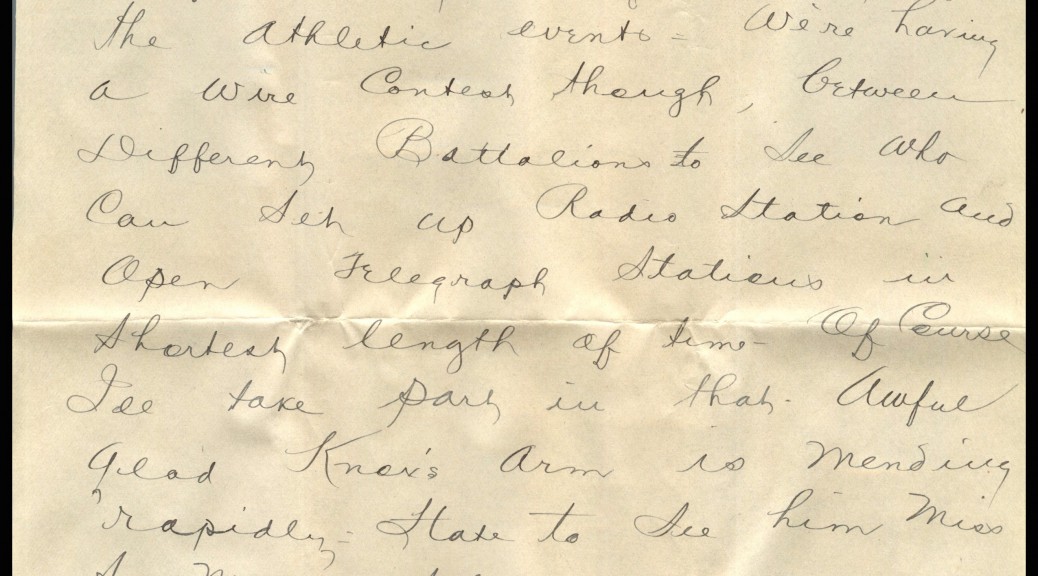 the athletic events = We're having
a wire Contest though, between
Different Battalions to See who
Can Set up Radio Station and
Open Telegraph Stations in
Shortest length of time - Of Course
I'll take part in that. Awful
glad Knox's arm is mending
rapidly - Hate to See him Miss